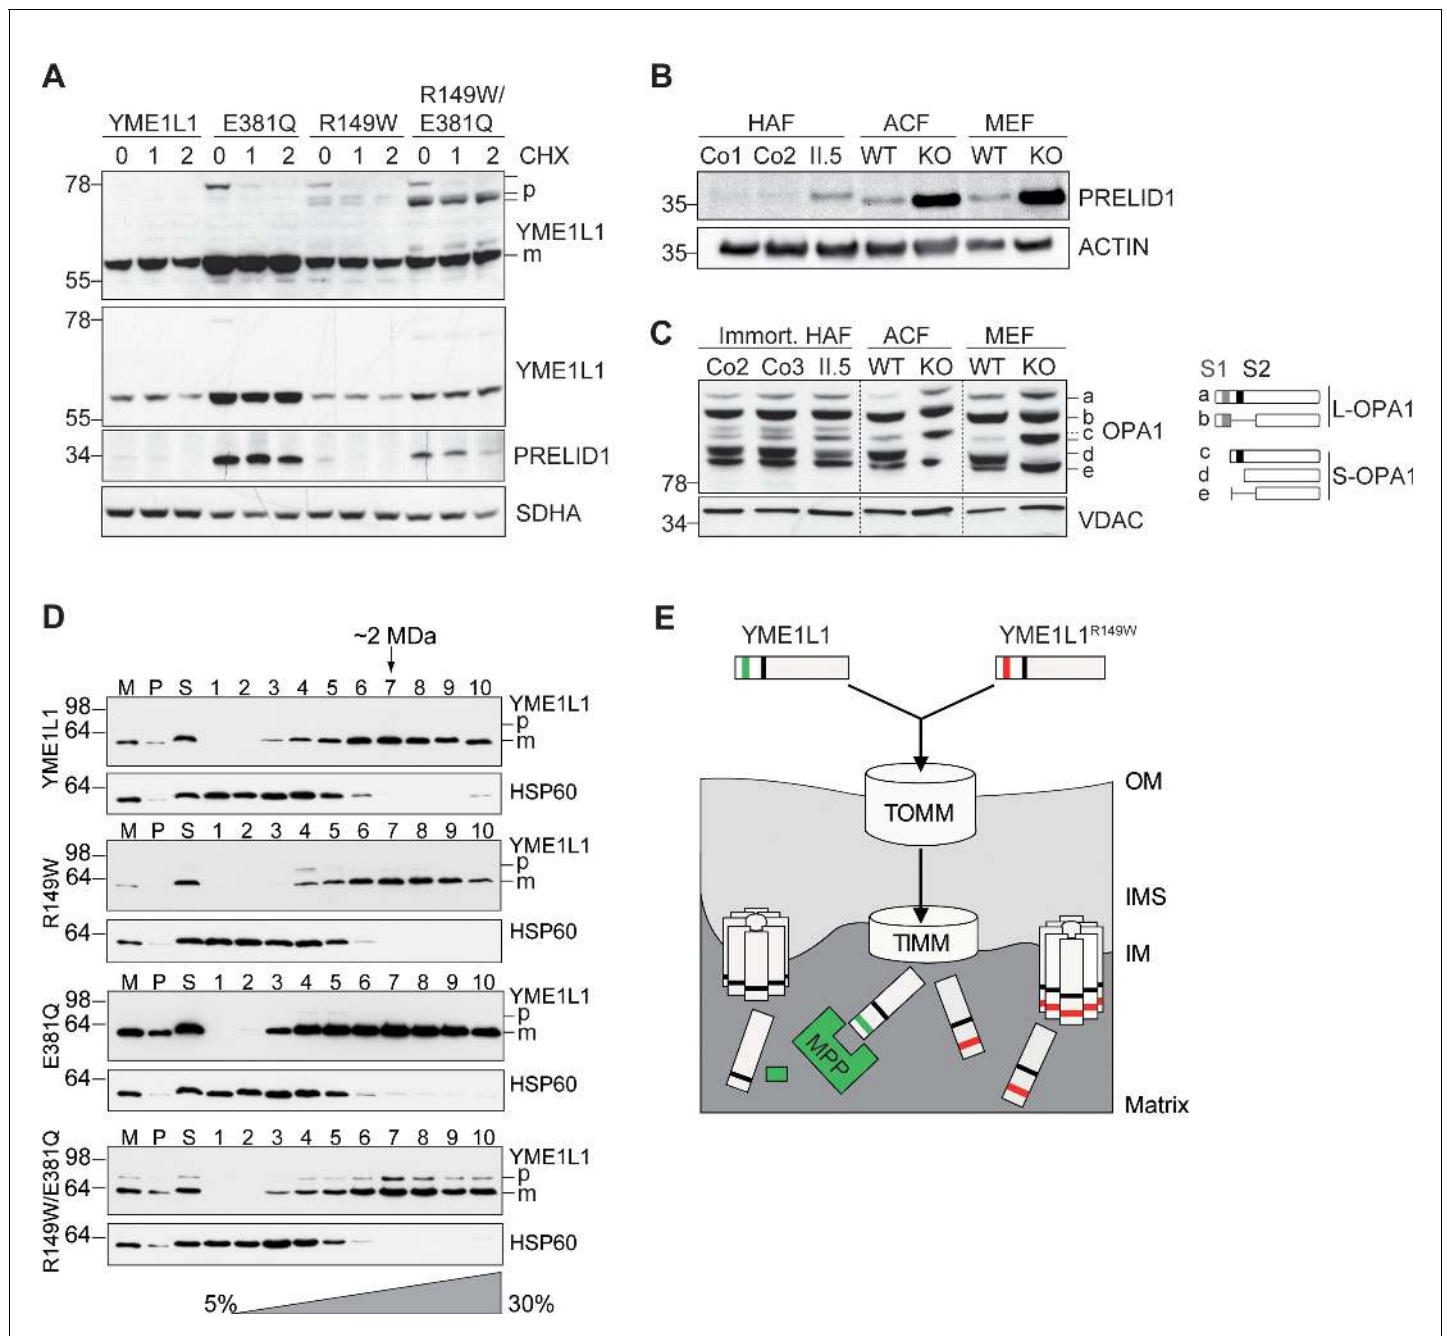 A
R149W/
YME1L1 E381Q R149W E381Q
0 1 2 0 1 2 0 1 2 0 1 2 CHX
78
p
YME1L1
m
55
78
YME1L1
55
34
PRELID1
SDHA
B
HAF ACF MEF
Co1 Co2 II.5 WT KO WT KO
35
PRELID1
35
ACTIN
C
Immort. HAF ACF MEF
Co2 Co3 II.5 WT KO WT KO
a
b
c OPA1
d
e
78
34
VDAC
S1 S2
a
b
L-OPA1
c
d
e
S-OPA1
D
~2 MDa
M P S 1 2 3 4 5 6 7 8 9 10
YME1L1
98
64
YME1L1
p
m
64
HSP60
M P S 1 2 3 4 5 6 7 8 9 10
R149W
98
64
YME1L1
p
m
64
HSP60
M P S 1 2 3 4 5 6 7 8 9 10
E381Q
98
64
YME1L1
p
m
64
HSP60
M P S 1 2 3 4 5 6 7 8 9 10
R149W/E381Q
98
64
YME1L1
p
m
64
HSP60
5% 30%
E
YME1L1 YME1L1R149W
OM
TOMM
IMS
TIMM
IM
MPP
Matrix